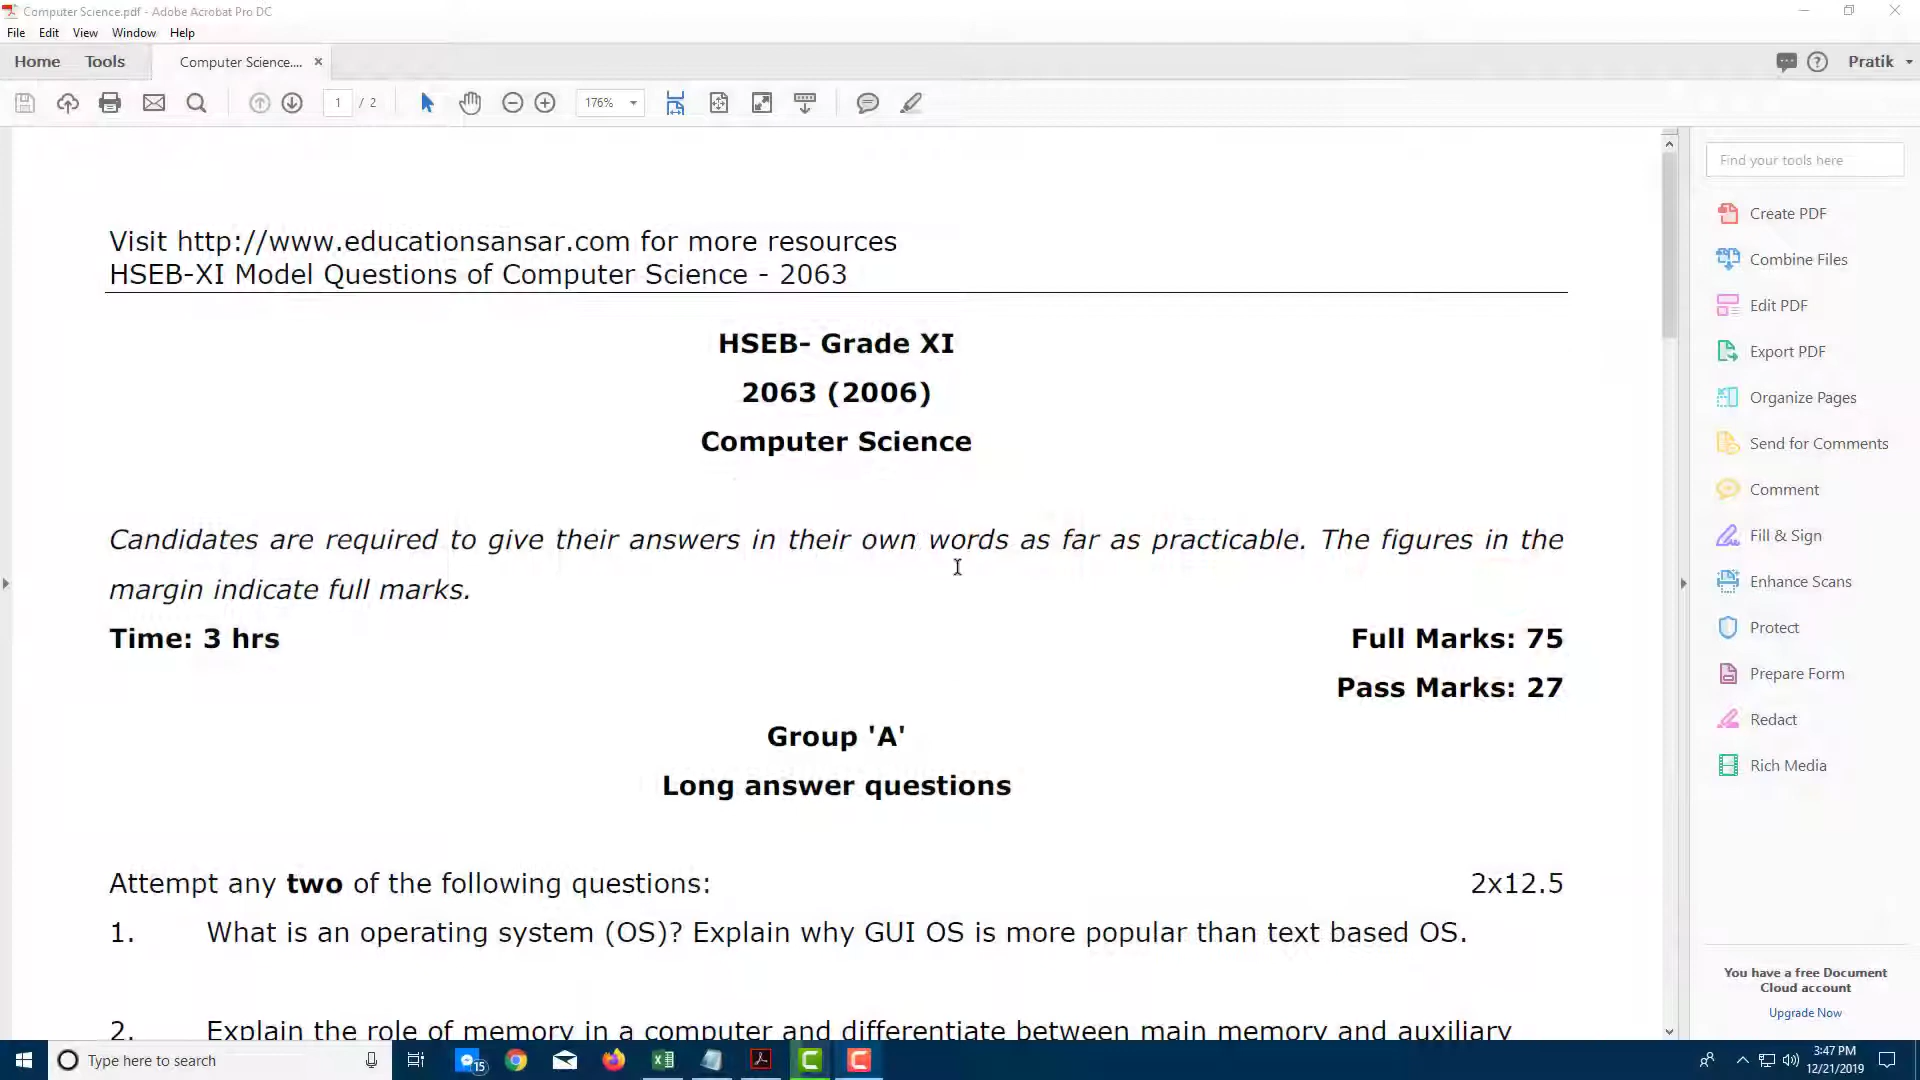 Computer Science.pdf - Adobe Acrobat Pro DC
File Edit View Window Help
Home Tools Computer Science.... × Pratik
1 / 2 176%
Find your tools here
Create PDF
Combine Files
Edit PDF
Export PDF
Organize Pages
Send for Comments
Comment
Fill & Sign
Enhance Scans
Protect
Prepare Form
Redact
Rich Media
You have a free Document
Cloud account
Upgrade Now
Visit http://www.educationsansar.com for more resources
HSEB-XI Model Questions of Computer Science - 2063
HSEB- Grade XI
2063 (2006)
Computer Science
Candidates are required to give their answers in their own words as far as practicable. The figures in the
margin indicate full marks.
Time: 3 hrs Full Marks: 75
Pass Marks: 27
Group 'A'
Long answer questions
Attempt any two of the following questions: 2x12.5
1. What is an operating system (OS)? Explain why GUI OS is more popular than text based OS.
2. Explain the role of memory in a computer and differentiate between main memory and auxiliary
Type here to search
15
3:47 PM
12/21/2019